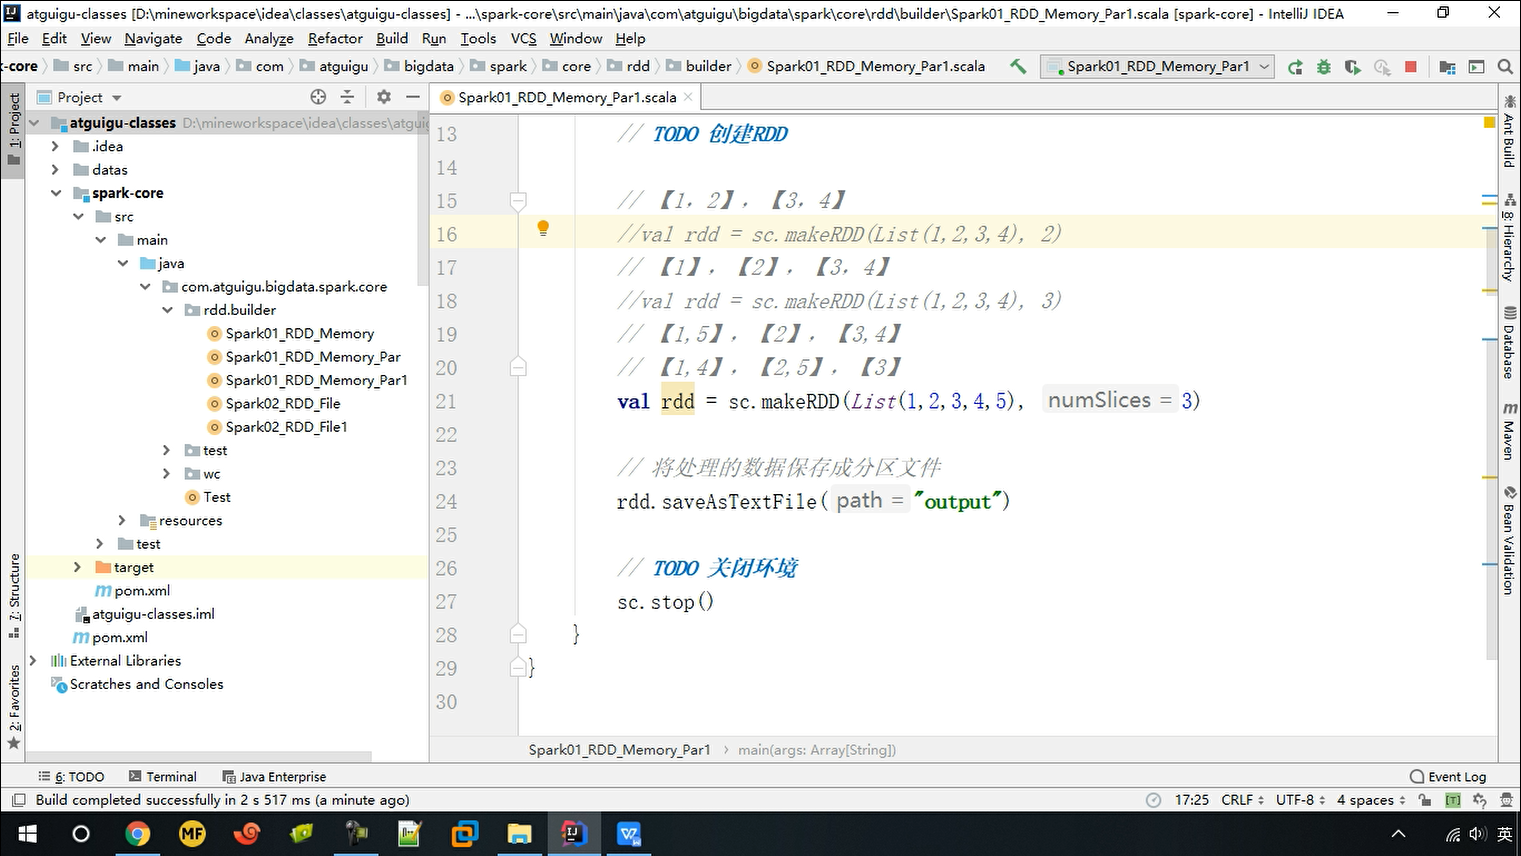 atguigu-classes [D:\mineworkspace\idea\classes\atguigu-classes] - ...\spark-core\src\main\java\com\atguigu\bigdata\spark\core\rdd\builder\Spark01_RDD_Memory_Par1.scala [spark-core] - IntelliJ IDEA
File Edit View Navigate Code Analyze Refactor Build Run Tools VCS Window Help
k-core src main java com atguigu bigdata spark core rdd builder Spark01_RDD_Memory_Par1.scala Spark01_RDD_Memory_Par1
Project
Spark01_RDD_Memory_Par1.scala
1: Project
7: Structure
2: Favorites
atguigu-classes D:\mineworkspace\idea\classes\atguig
.idea
datas
spark-core
src
main
java
com.atguigu.bigdata.spark.core
rdd.builder
Spark01_RDD_Memory
Spark01_RDD_Memory_Par
Spark01_RDD_Memory_Par1
Spark02_RDD_File
Spark02_RDD_File1
test
wc
Test
resources
test
target
pom.xml
atguigu-classes.iml
pom.xml
External Libraries
Scratches and Consoles
13 // TODO 创建RDD
14
15 // 【1，2】，【3，4】
16 //val rdd = sc.makeRDD(List(1,2,3,4), 2)
17 // 【1】，【2】，【3，4】
18 //val rdd = sc.makeRDD(List(1,2,3,4), 3)
19 // 【1,5】，【2】，【3,4】
20 // 【1,4】，【2,5】，【3】
21 val rdd = sc.makeRDD(List(1,2,3,4,5), numSlices = 3)
22
23 // 将处理的数据保存成分区文件
24 rdd.saveAsTextFile( path = "output")
25
26 // TODO 关闭环境
27 sc.stop()
28 }
29 }
30
Spark01_RDD_Memory_Par1 › main(args: Array[String])
Ant Build
8: Hierarchy
Database
Maven
Bean Validation
6: TODO Terminal Java Enterprise Event Log
Build completed successfully in 2 s 517 ms (a minute ago) 17:25 CRLF UTF-8 4 spaces
MF
英